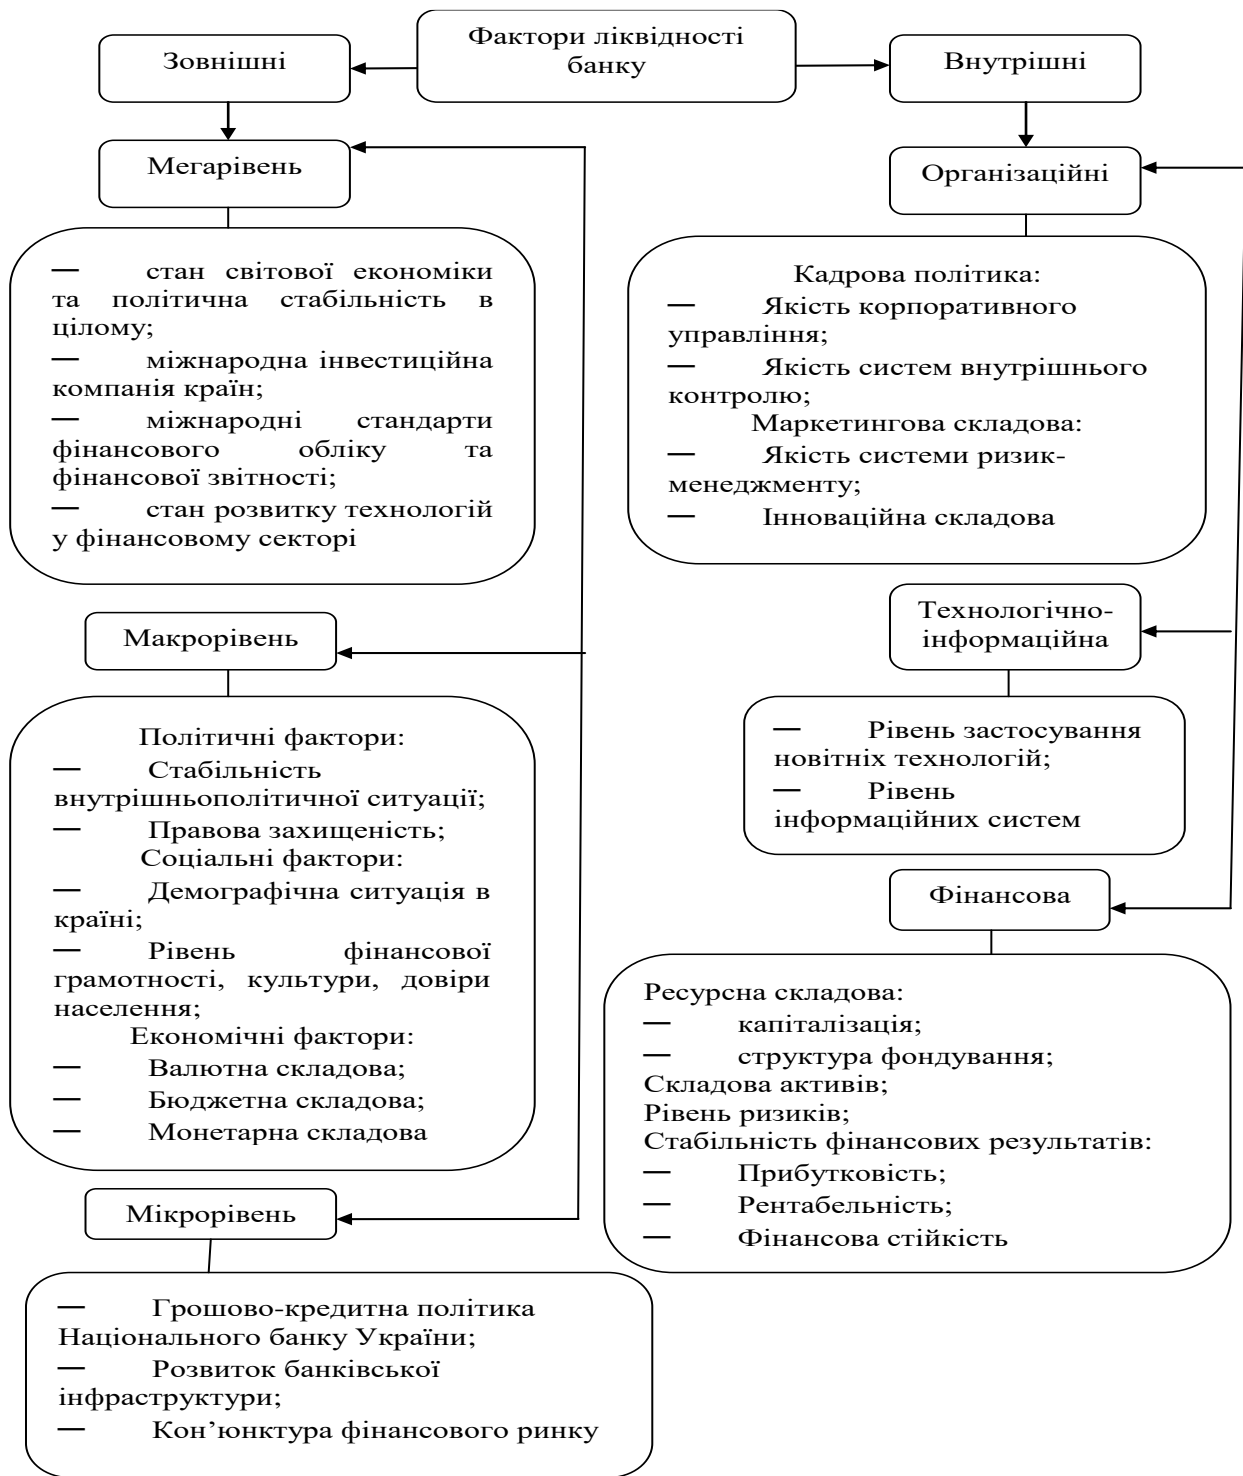 Фактори ліквідності
банку
Зовнішні
Внутрішні
Мегарівень
— стан світової економіки
та політична стабільність в
цілому;
— міжнародна інвестиційна
компанія країн;
— міжнародні стандарти
фінансового обліку та
фінансової звітності;
— стан розвитку технологій
у фінансовому секторі
Макрорівень
Політичні фактори:
— Стабільність
внутрішньополітичної ситуації;
— Правова захищеність;
Соціальні фактори:
— Демографічна ситуація в
країні;
— Рівень фінансової
грамотності, культури, довіри
населення;
Економічні фактори:
— Валютна складова;
— Бюджетна складова;
— Монетарна складова
Мікрорівень
— Грошово-кредитна політика
Національного банку України;
— Розвиток банківської
інфраструктури;
— Кон’юнктура фінансового ринку
Організаційні
Кадрова політика:
— Якість корпоративного
управління;
— Якість систем внутрішнього
контролю;
Маркетингова складова:
— Якість системи ризик-
менеджменту;
— Інноваційна складова
Технологічно-
інформаційна
— Рівень застосування
новітніх технологій;
— Рівень
інформаційних систем
Фінансова
Ресурсна складова:
— капіталізація;
— структура фондування;
Складова активів;
Рівень ризиків;
Стабільність фінансових результатів:
— Прибутковість;
— Рентабельність;
— Фінансова стійкість